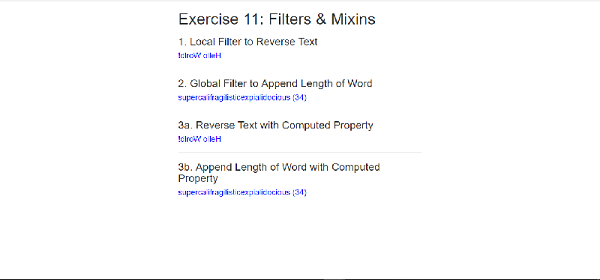 Exercise 11: Filters & Mixins
1. Local Filter to Reverse Text
!dlroW olleH
2. Global Filter to Append Length of Word
supercalifragilisticexpialidocious (34)
3a. Reverse Text with Computed Property
!dlroW olleH
3b. Append Length of Word with Computed
Property
supercalifragilisticexpialidocious (34)